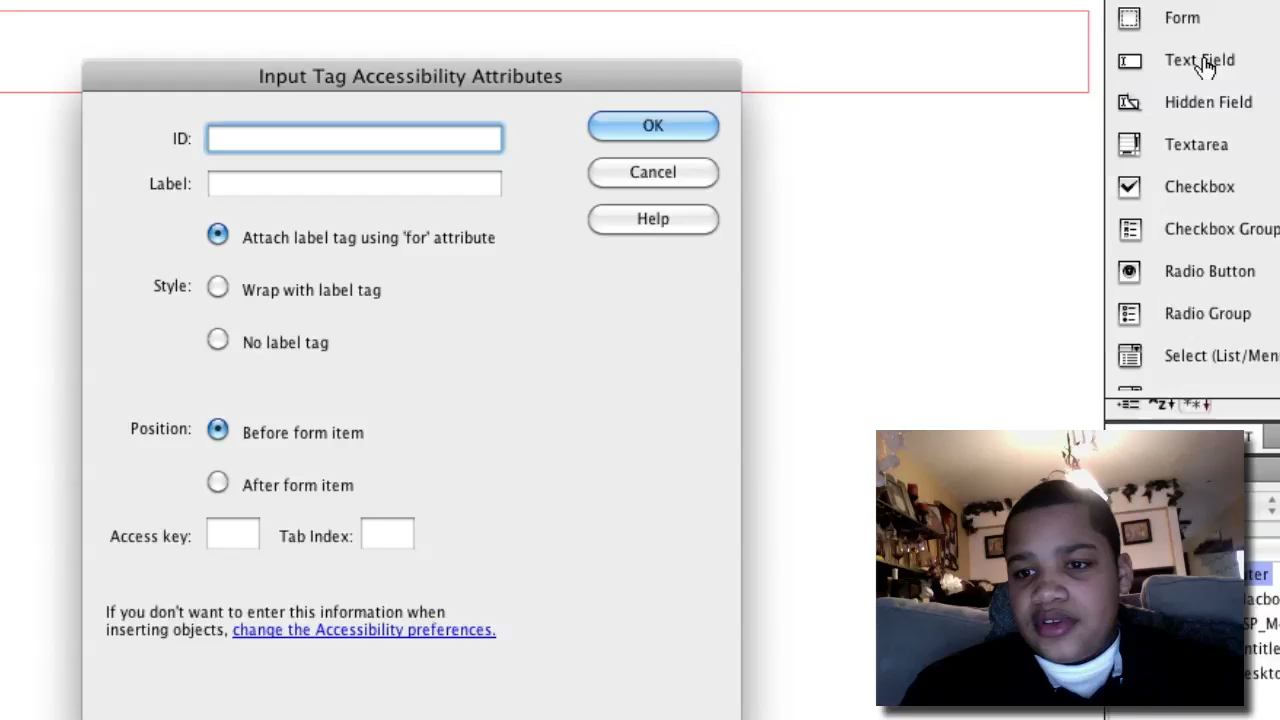 Input Tag Accessibility Attributes
ID:
OK
Label:
Cancel
Help
Attach label tag using 'for' attribute
Style:
Wrap with label tag
No label tag
Position:
Before form item
After form item
Access key:
Tab Index:
If you don't want to enter this information when
inserting objects, change the Accessibility preferences.
Form
Text Field
Hidden Field
Textarea
Checkbox
Checkbox Group
Radio Button
Radio Group
Select (List/Men